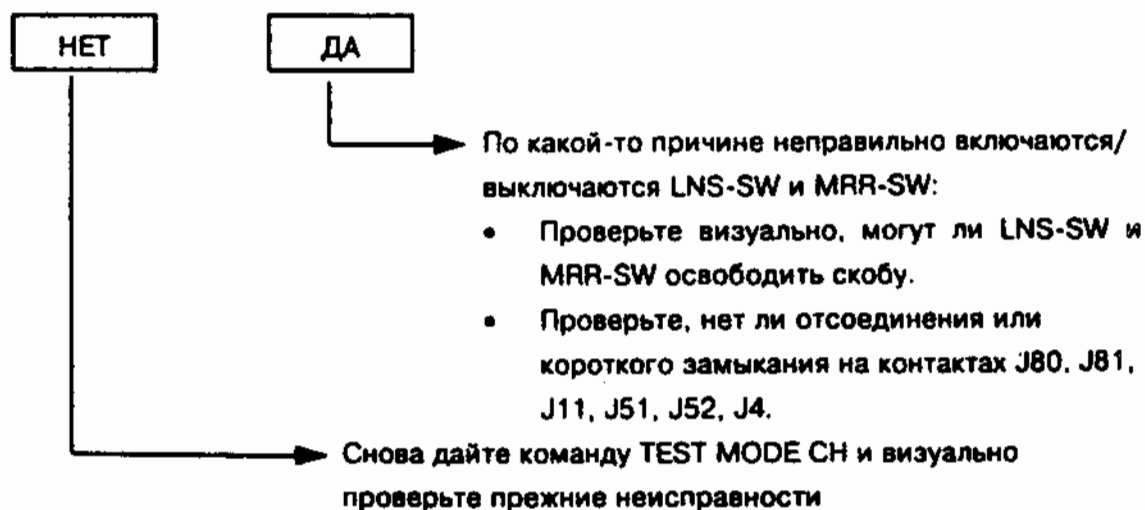 НЕТ
ДА
По какой-то причине неправильно включаются/
выключаются LNS-SW и MRR-SW:
• Проверьте визуально, могут ли LNS-SW и
MRR-SW освободить скобу.
• Проверьте, нет ли отсоединения или
короткого замыкания на контактах J80, J81,
J11, J51, J52, J4.
Снова дайте команду TEST MODE CH и визуально
проверьте прежние неисправности